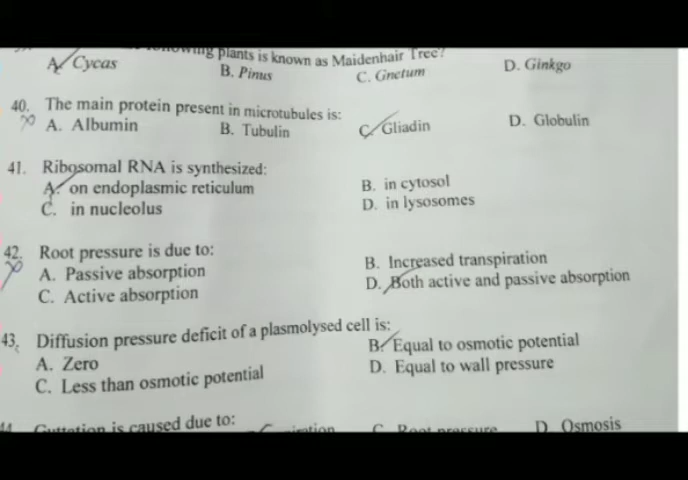 following plants is known as Maidenhair Tree?
A. Cycas B. Pinus C. Gnetum D. Ginkgo
40. The main protein present in microtubules is:
A. Albumin B. Tubulin C. Gliadin D. Globulin
41. Ribosomal RNA is synthesized:
A. on endoplasmic reticulum B. in cytosol
C. in nucleolus D. in lysosomes
42. Root pressure is due to:
A. Passive absorption B. Increased transpiration
C. Active absorption D. Both active and passive absorption
43. Diffusion pressure deficit of a plasmolysed cell is:
A. Zero B. Equal to osmotic potential
C. Less than osmotic potential D. Equal to wall pressure
44 Guttation is caused due to:
C. Root pressure D. Osmosis